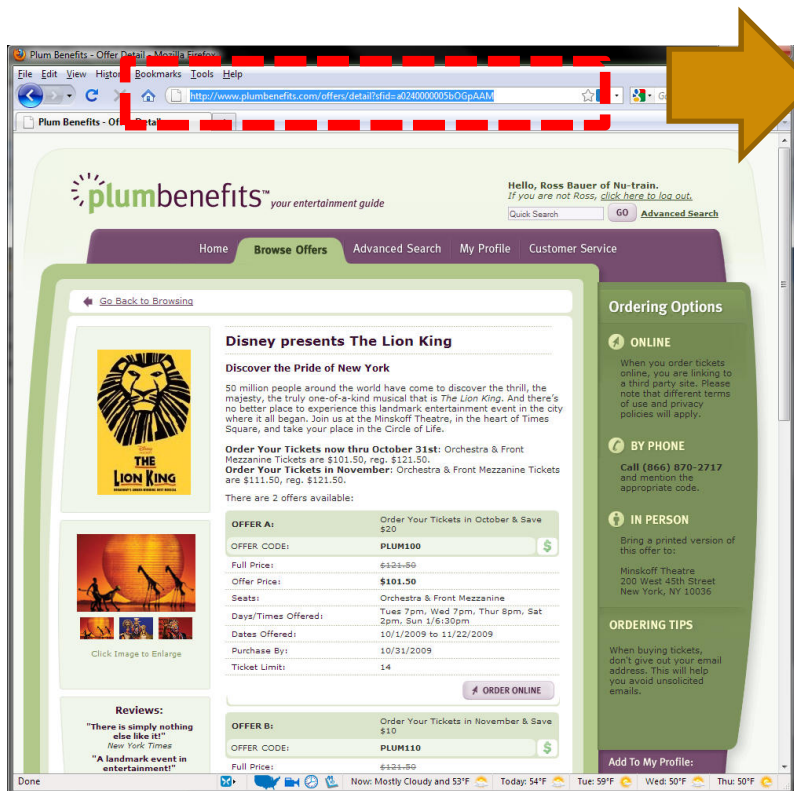 Plum Benefits - Offer Detail - Mozilla Firefox
File Edit View History Bookmarks Tools Help
http://www.plumbenefits.com/offers/detail?sfid=a0240000005bOGpAAM
Plum Benefits - Offer Detail
plumbenefits™ your entertainment guide
Hello, Ross Bauer of Nu-train.
If you are not Ross, click here to log out.
Quick Search GO Advanced Search
Home Browse Offers Advanced Search My Profile Customer Service
Go Back to Browsing
THE
LION KING
Click Image to Enlarge
Reviews:
"There is simply nothing
else like it!"
New York Times
"A landmark event in
entertainment!"
Disney presents The Lion King
Discover the Pride of New York
50 million people around the world have come to discover the thrill, the
majesty, the truly one-of-a-kind musical that is The Lion King. And there's
no better place to experience this landmark entertainment event in the city
where it all began. Join us at the Minskoff Theatre, in the heart of Times
Square, and take your place in the Circle of Life.
Order Your Tickets now thru October 31st: Orchestra & Front
Mezzanine Tickets are $101.50, reg. $121.50.
Order Your Tickets in November: Orchestra & Front Mezzanine Tickets
are $111.50, reg. $121.50.
There are 2 offers available:
OFFER A: Order Your Tickets in October & Save
$20
OFFER CODE: PLUM100 $
Full Price: $121.50
Offer Price: $101.50
Seats: Orchestra & Front Mezzanine
Days/Times Offered: Tues 7pm, Wed 7pm, Thur 8pm, Sat
2pm, Sun 1/6:30pm
Dates Offered: 10/1/2009 to 11/22/2009
Purchase By: 10/31/2009
Ticket Limit: 14
ORDER ONLINE
OFFER B: Order Your Tickets in November & Save
$10
OFFER CODE: PLUM110 $
Full Price: $121.50
Ordering Options
ONLINE
When you order tickets
online, you are linking to
a third party site. Please
note that different terms
of use and privacy
policies will apply.
BY PHONE
Call (866) 870-2717
and mention the
appropriate code.
IN PERSON
Bring a printed version of
this offer to:
Minskoff Theatre
200 West 45th Street
New York, NY 10036
ORDERING TIPS
When buying tickets,
don't give out your email
address. This will help
you avoid unsolicited
emails.
Add To My Profile:
Done Now: Mostly Cloudy and 53°F Today: 54°F Tue: 59°F Wed: 50°F Thu: 50°F